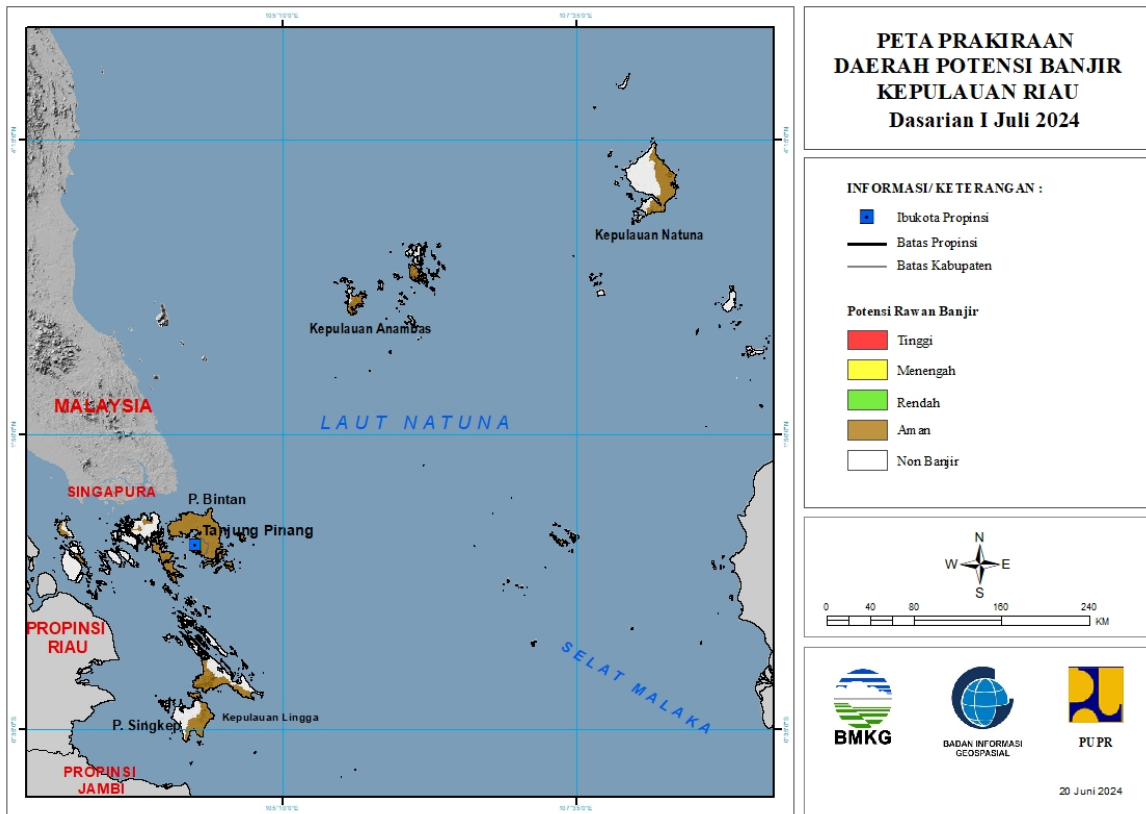 PETA PRAKIRAAN
DAERAH POTENSI BANJIR
KEPULAUAN RIAU
Dasarian I Juli 2024
INFORMASI/ KETERANGAN :
Ibukota Propinsi
Batas Propinsi
Batas Kabupaten
Potensi Rawan Banjir
Tinggi
Menengah
Rendah
Aman
Non Banjir
N
W E
S
0 40 80 160 240
KM
BMKG
BADAN INFORMASI
GEOSPASIAL
PUPR
20 Juni 2024
Kepulauan Natuna
Kepulauan Anambas
MALAYSIA
LAUT NATUNA
SINGAPURA
P. Bintan
Tanjung Pinang
PROPINSI
RIAU
SELAT MALAKA
Kepulauan Lingga
P. Singkep
PROPINSI
JAMBI